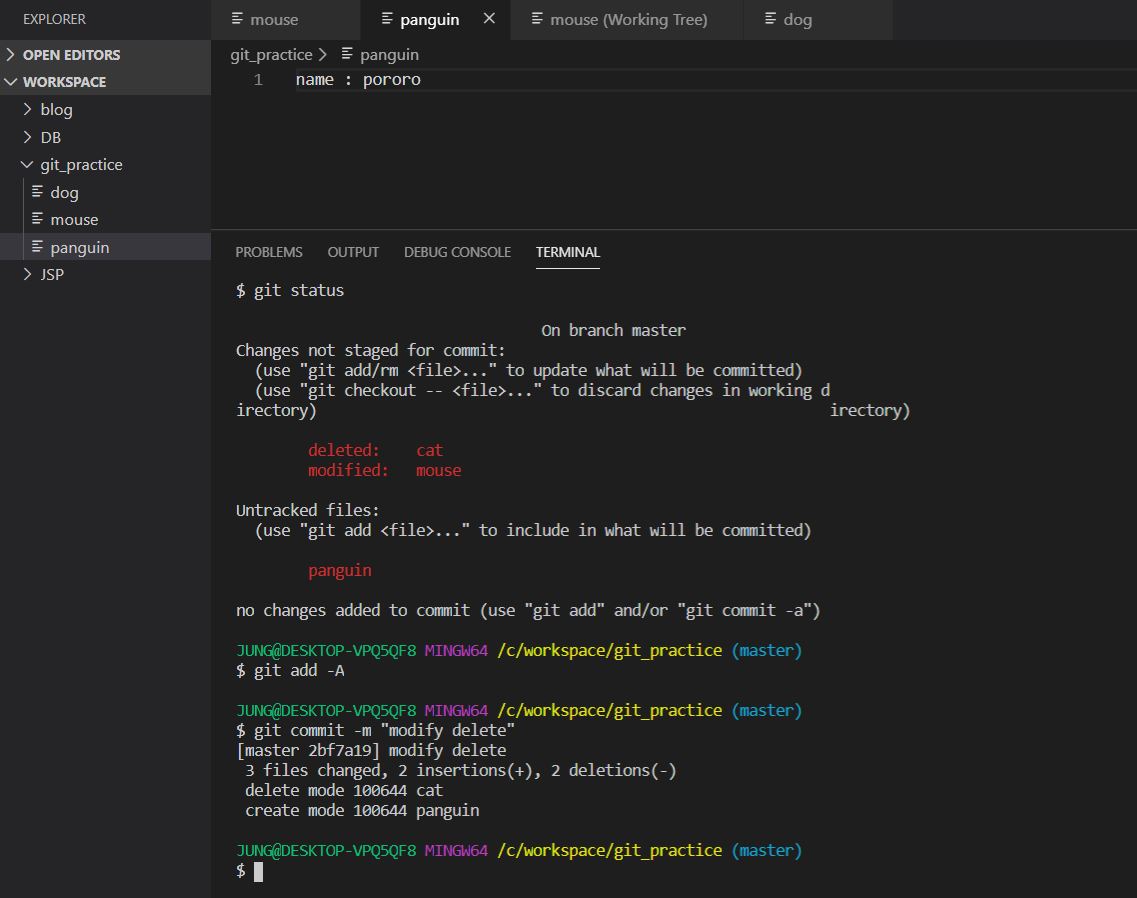 EXPLORER
OPEN EDITORS
WORKSPACE
blog
DB
git_practice
dog
mouse
panguin
JSP
mouse
panguin
mouse (Working Tree)
dog
git_practice > panguin
1 name : pororo
PROBLEMS OUTPUT DEBUG CONSOLE TERMINAL
$ git status
On branch master
Changes not staged for commit:
(use "git add/rm <file>..." to update what will be committed)
(use "git checkout -- <file>..." to discard changes in working d
irectory) irectory)
deleted: cat
modified: mouse
Untracked files:
(use "git add <file>..." to include in what will be committed)
panguin
no changes added to commit (use "git add" and/or "git commit -a")
JUNG@DESKTOP-VPQ5QF8 MINGW64 /c/workspace/git_practice (master)
$ git add -A
JUNG@DESKTOP-VPQ5QF8 MINGW64 /c/workspace/git_practice (master)
$ git commit -m "modify delete"
[master 2bf7a19] modify delete
3 files changed, 2 insertions(+), 2 deletions(-)
delete mode 100644 cat
create mode 100644 panguin
JUNG@DESKTOP-VPQ5QF8 MINGW64 /c/workspace/git_practice (master)
$